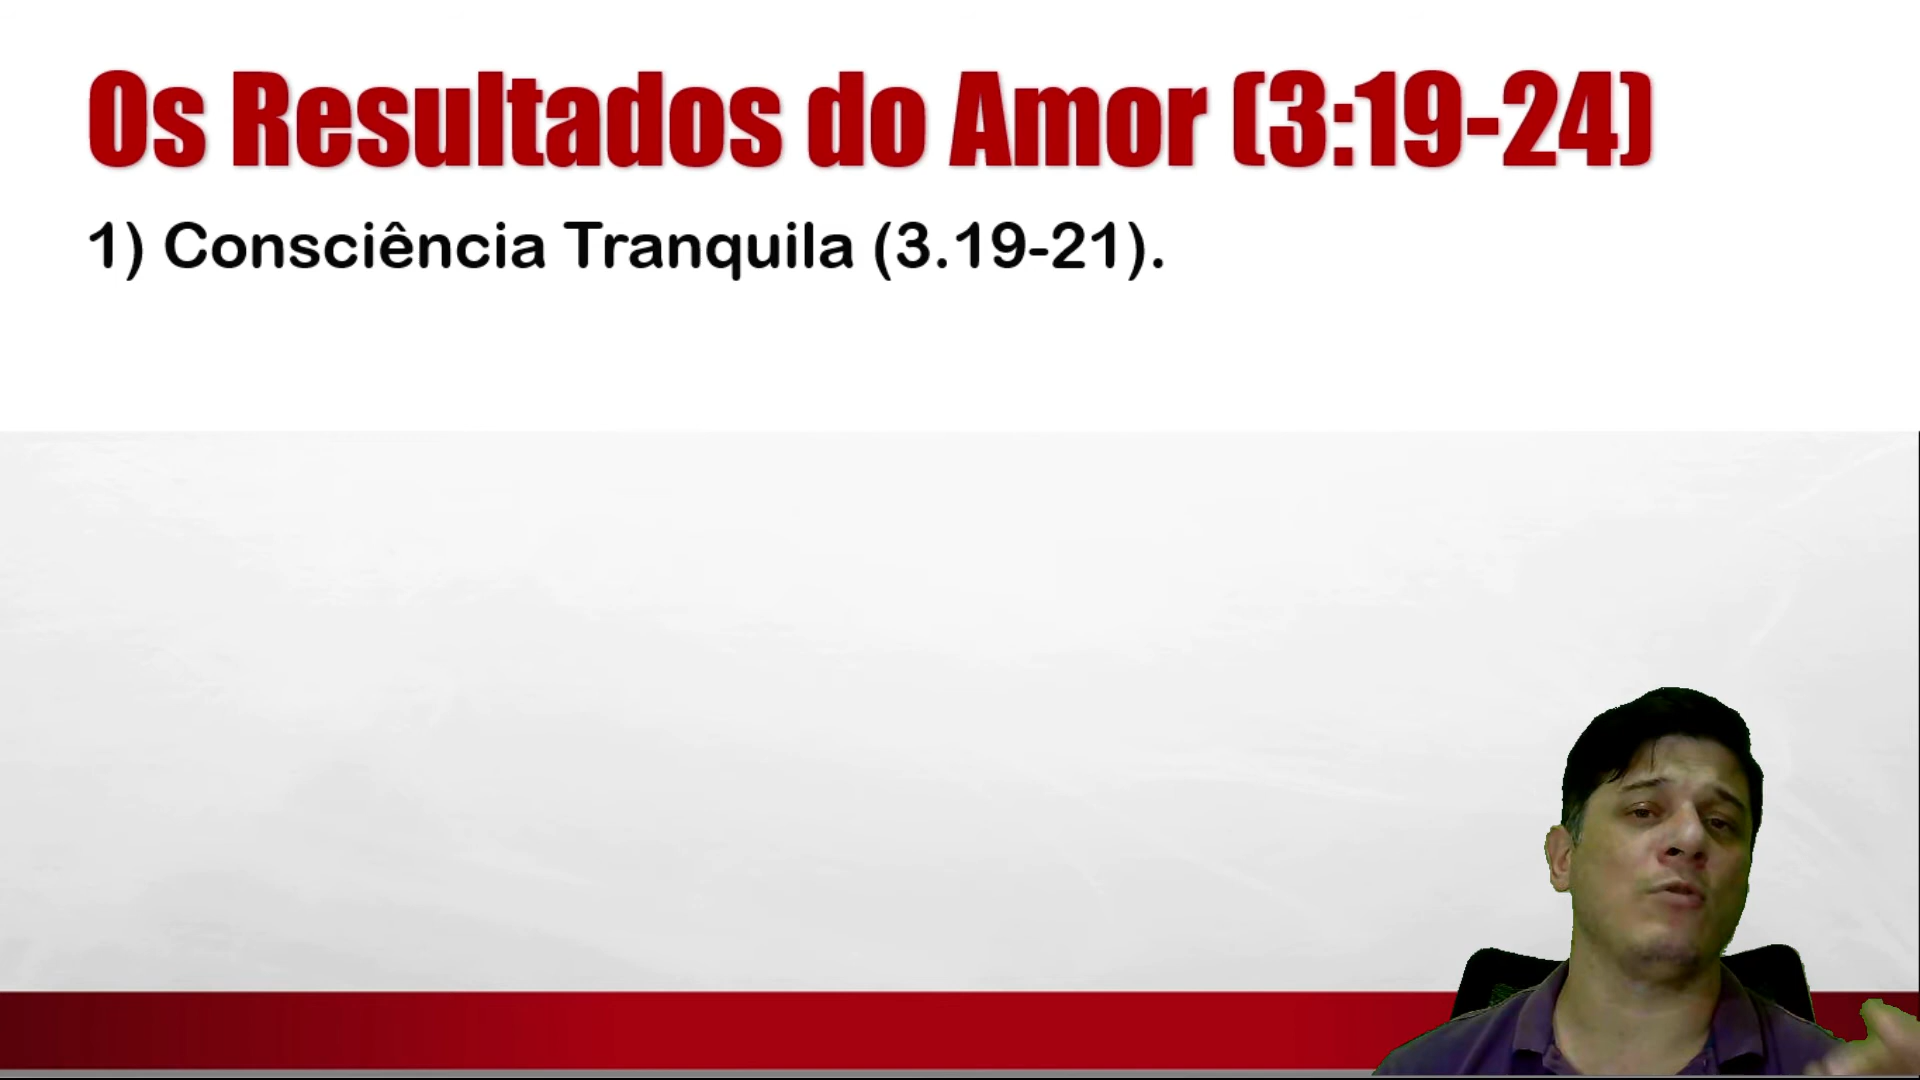 Os Resultados do Amor (3:19-24)
1) Consciência Tranquila (3.19-21).